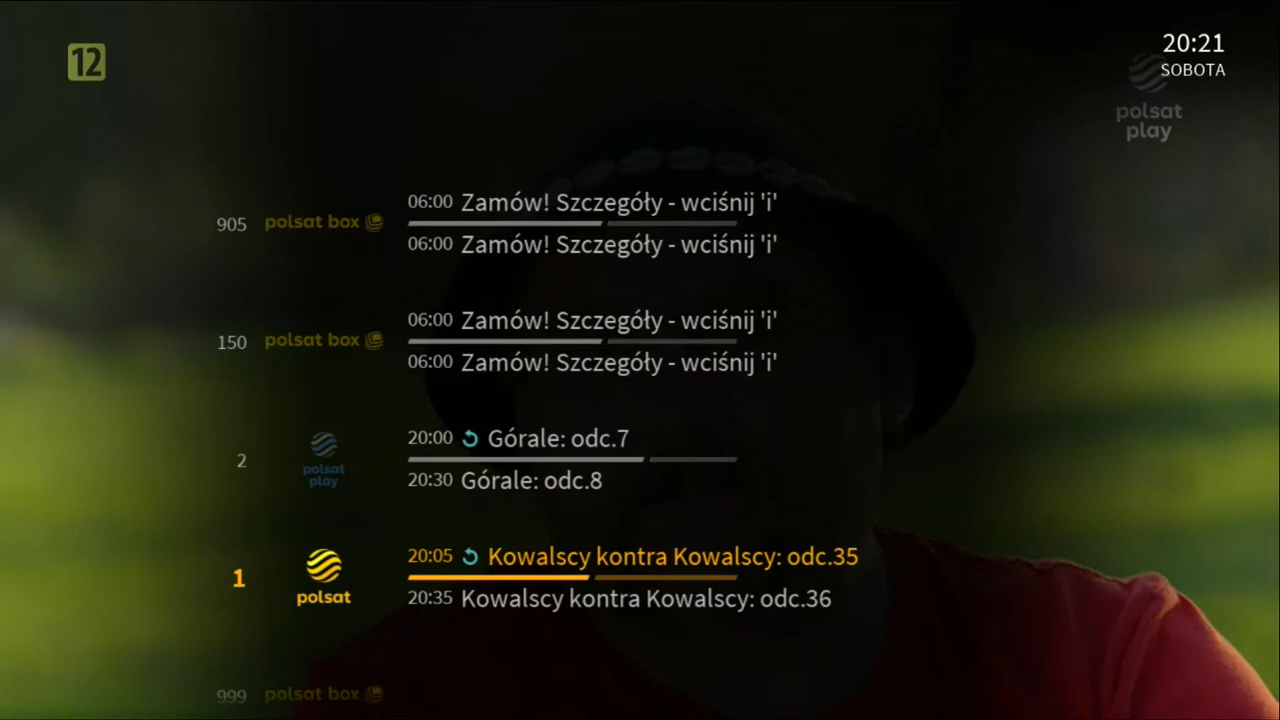 12
20:21
SOBOTA
polsat
play
905 polsat box 06:00 Zamów! Szczegóły - wciśnij 'i'
06:00 Zamów! Szczegóły - wciśnij 'i'
150 polsat box 06:00 Zamów! Szczegóły - wciśnij 'i'
06:00 Zamów! Szczegóły - wciśnij 'i'
2 polsat play 20:00 Górale: odc.7
20:30 Górale: odc.8
1 polsat 20:05 Kowalscy kontra Kowalscy: odc.35
20:35 Kowalscy kontra Kowalscy: odc.36
999 polsat box